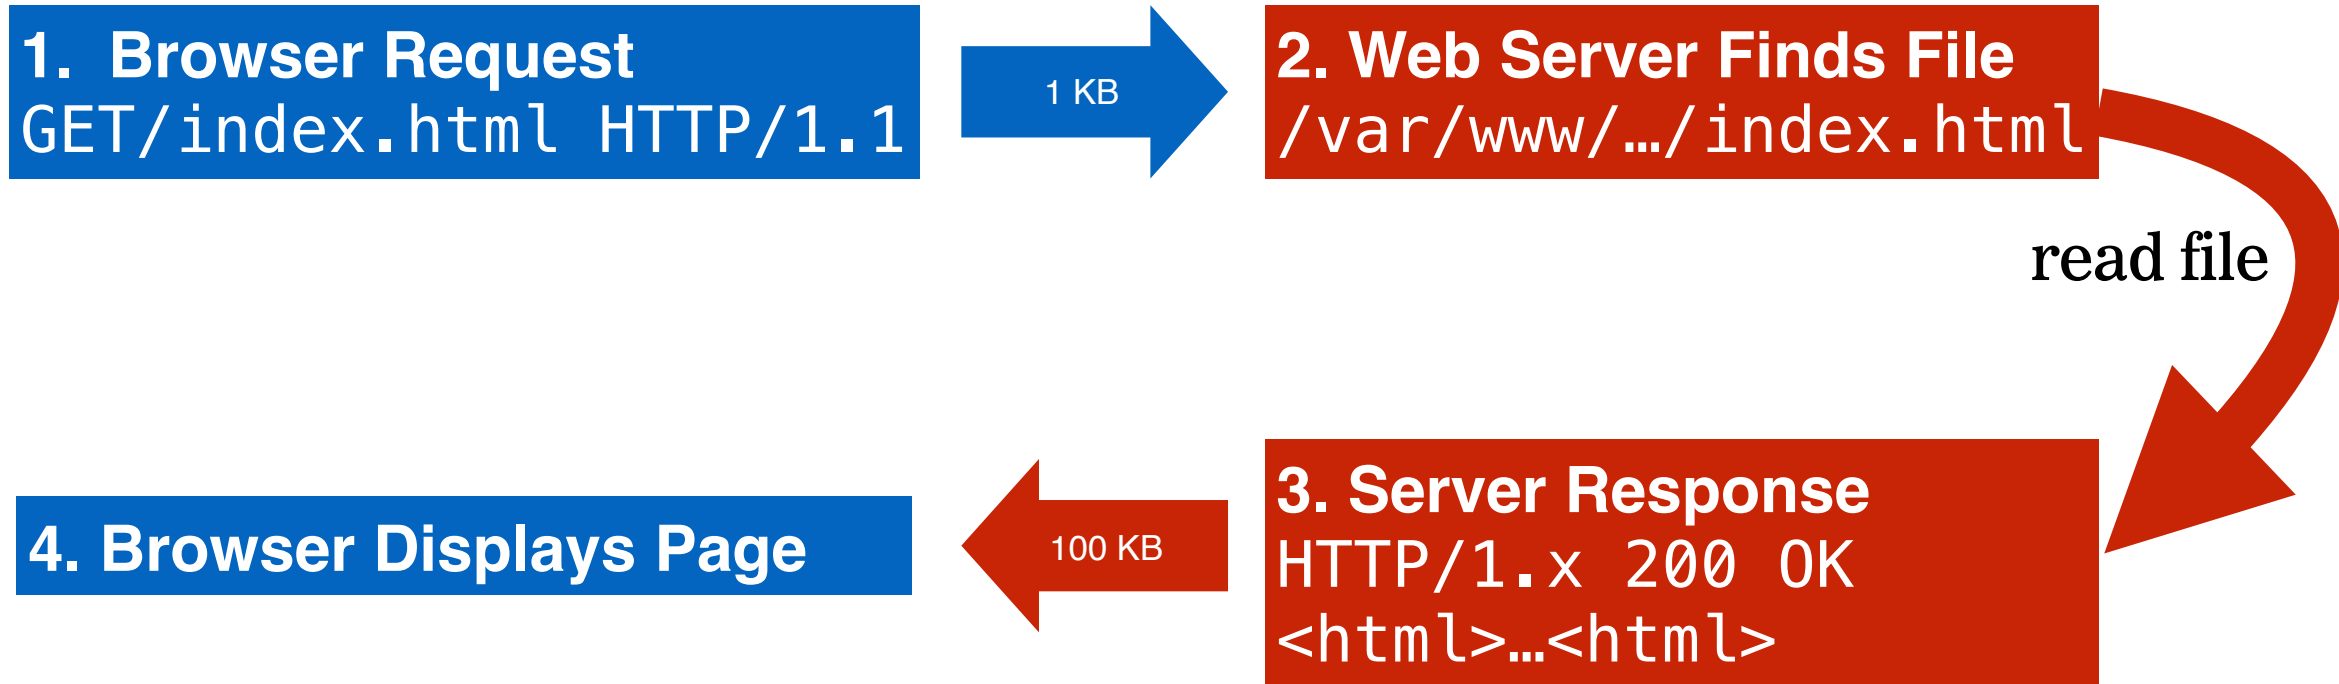 1. Browser Request
GET/index.html HTTP/1.1
1 KB
2. Web Server Finds File
/var/www/…/index.html
read file
3. Server Response
HTTP/1.x 200 OK
<html>…<html>
100 KB
4. Browser Displays Page